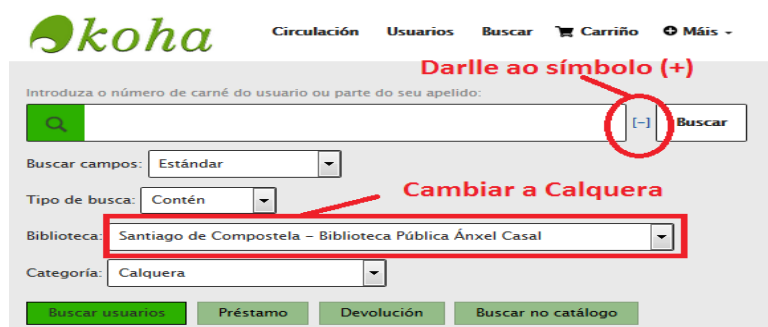 koha Circulación Usuarios Buscar Carriño Máis
Darlle ao símbolo (+)
Introduza o número de carné do usuario ou parte do seu apelido:
[−] Buscar
Buscar campos: Estándar
Tipo de busca: Contén
Cambiar a Calquera
Biblioteca: Santiago de Compostela – Biblioteca Pública Ánxel Casal
Categoría: Calquera
Buscar usuarios Préstamo Devolución Buscar no catálogo